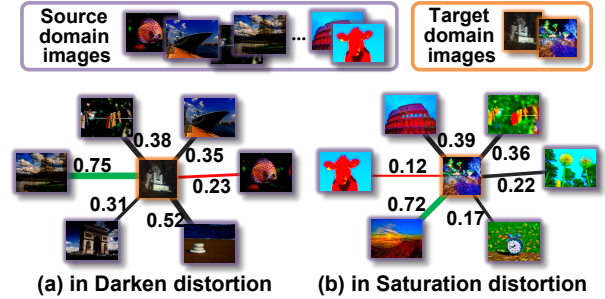 Source
domain
images
...
Target
domain
images
0.38
0.35
0.75
0.23
0.31
0.52
0.39
0.36
0.12
0.22
0.72
0.17
(a) in Darken distortion
(b) in Saturation distortion